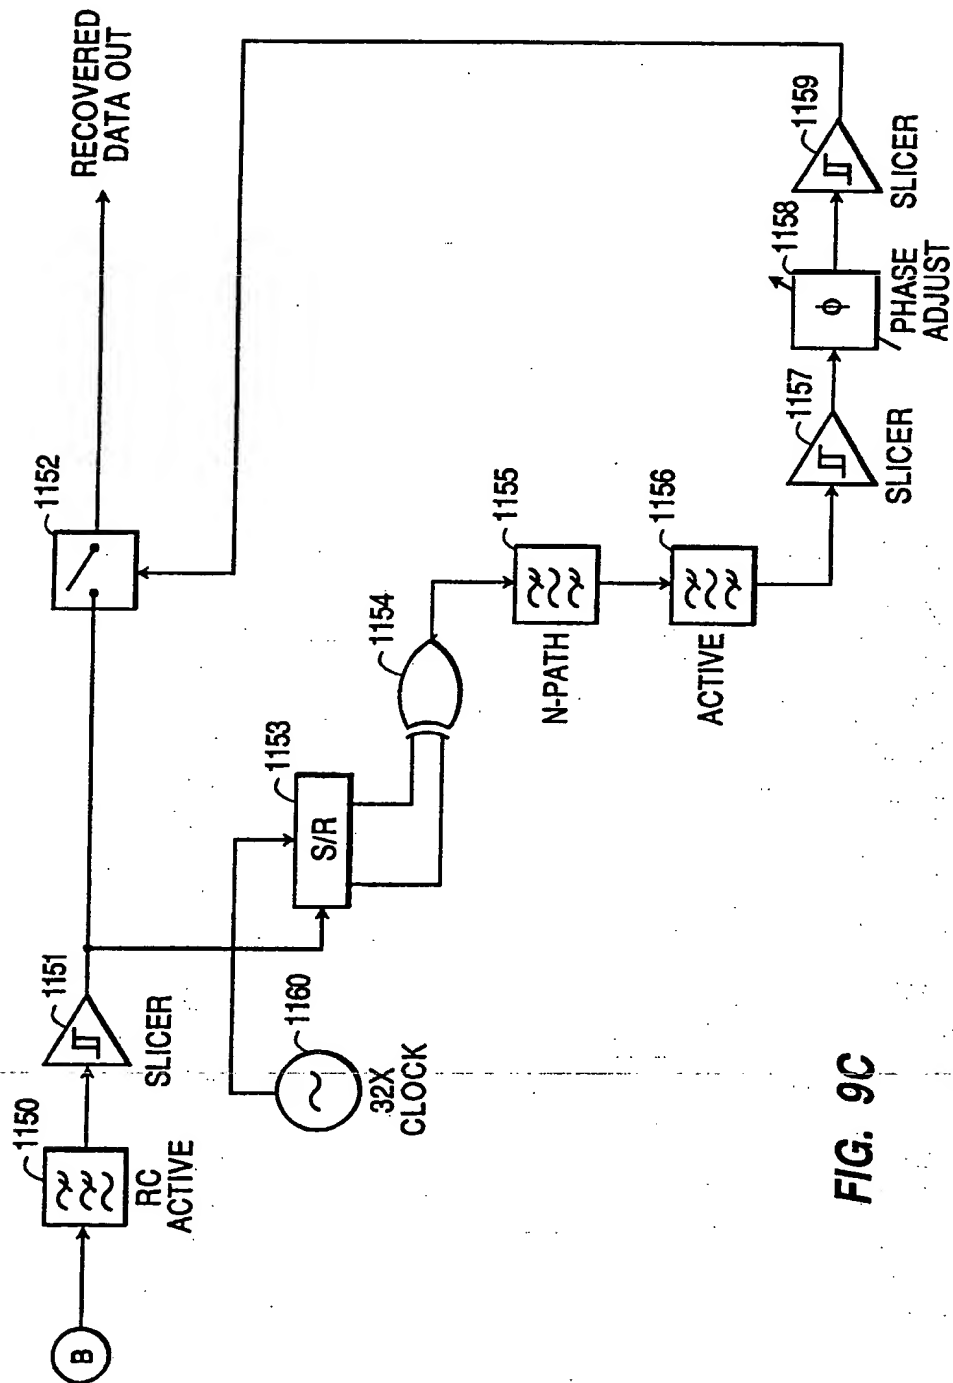 B
1150
RC
ACTIVE
1151
SLICER
1152
RECOVERED
DATA OUT
1160
32X
CLOCK
1153
S/R
1154
1155
N-PATH
1156
ACTIVE
1157
SLICER
1158
ϕ
PHASE
ADJUST
1159
SLICER
FIG. 9C